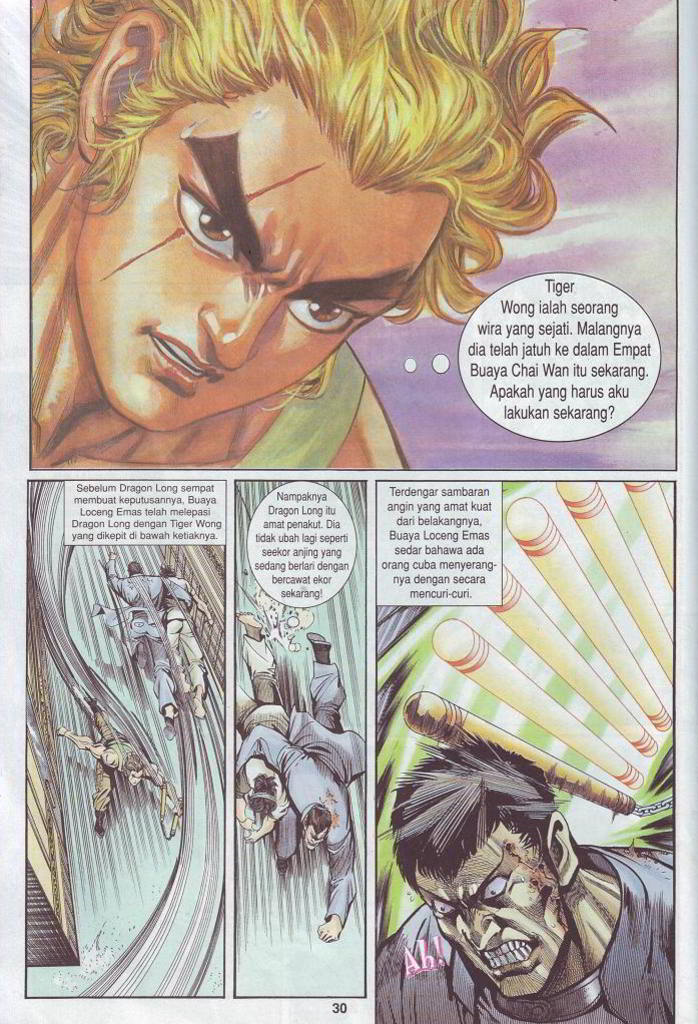 Tiger
Wong ialah seorang
wira yang sejati. Malangnya
dia telah jatuh ke dalam Empat
Buaya Chai Wan itu sekarang.
Apakah yang harus aku
lakukan sekarang?
Sebelum Dragon Long sempat
membuat keputusannya, Buaya
Loceng Emas telah melepasi
Dragon Long dengan Tiger Wong
yang dikepit di bawah ketiaknya.
Nampaknya
Dragon Long itu
amat penakut. Dia
tidak ubah lagi seperti
seekor anjing yang
sedang berlari dengan
bercawat ekor
sekarang!
Terdengar sambaran
angin yang amat kuat
dari belakangnya,
Buaya Loceng Emas
sedar bahawa ada
orang cuba menyerang-
nya dengan secara
mencuri-curi.
Ah!
30